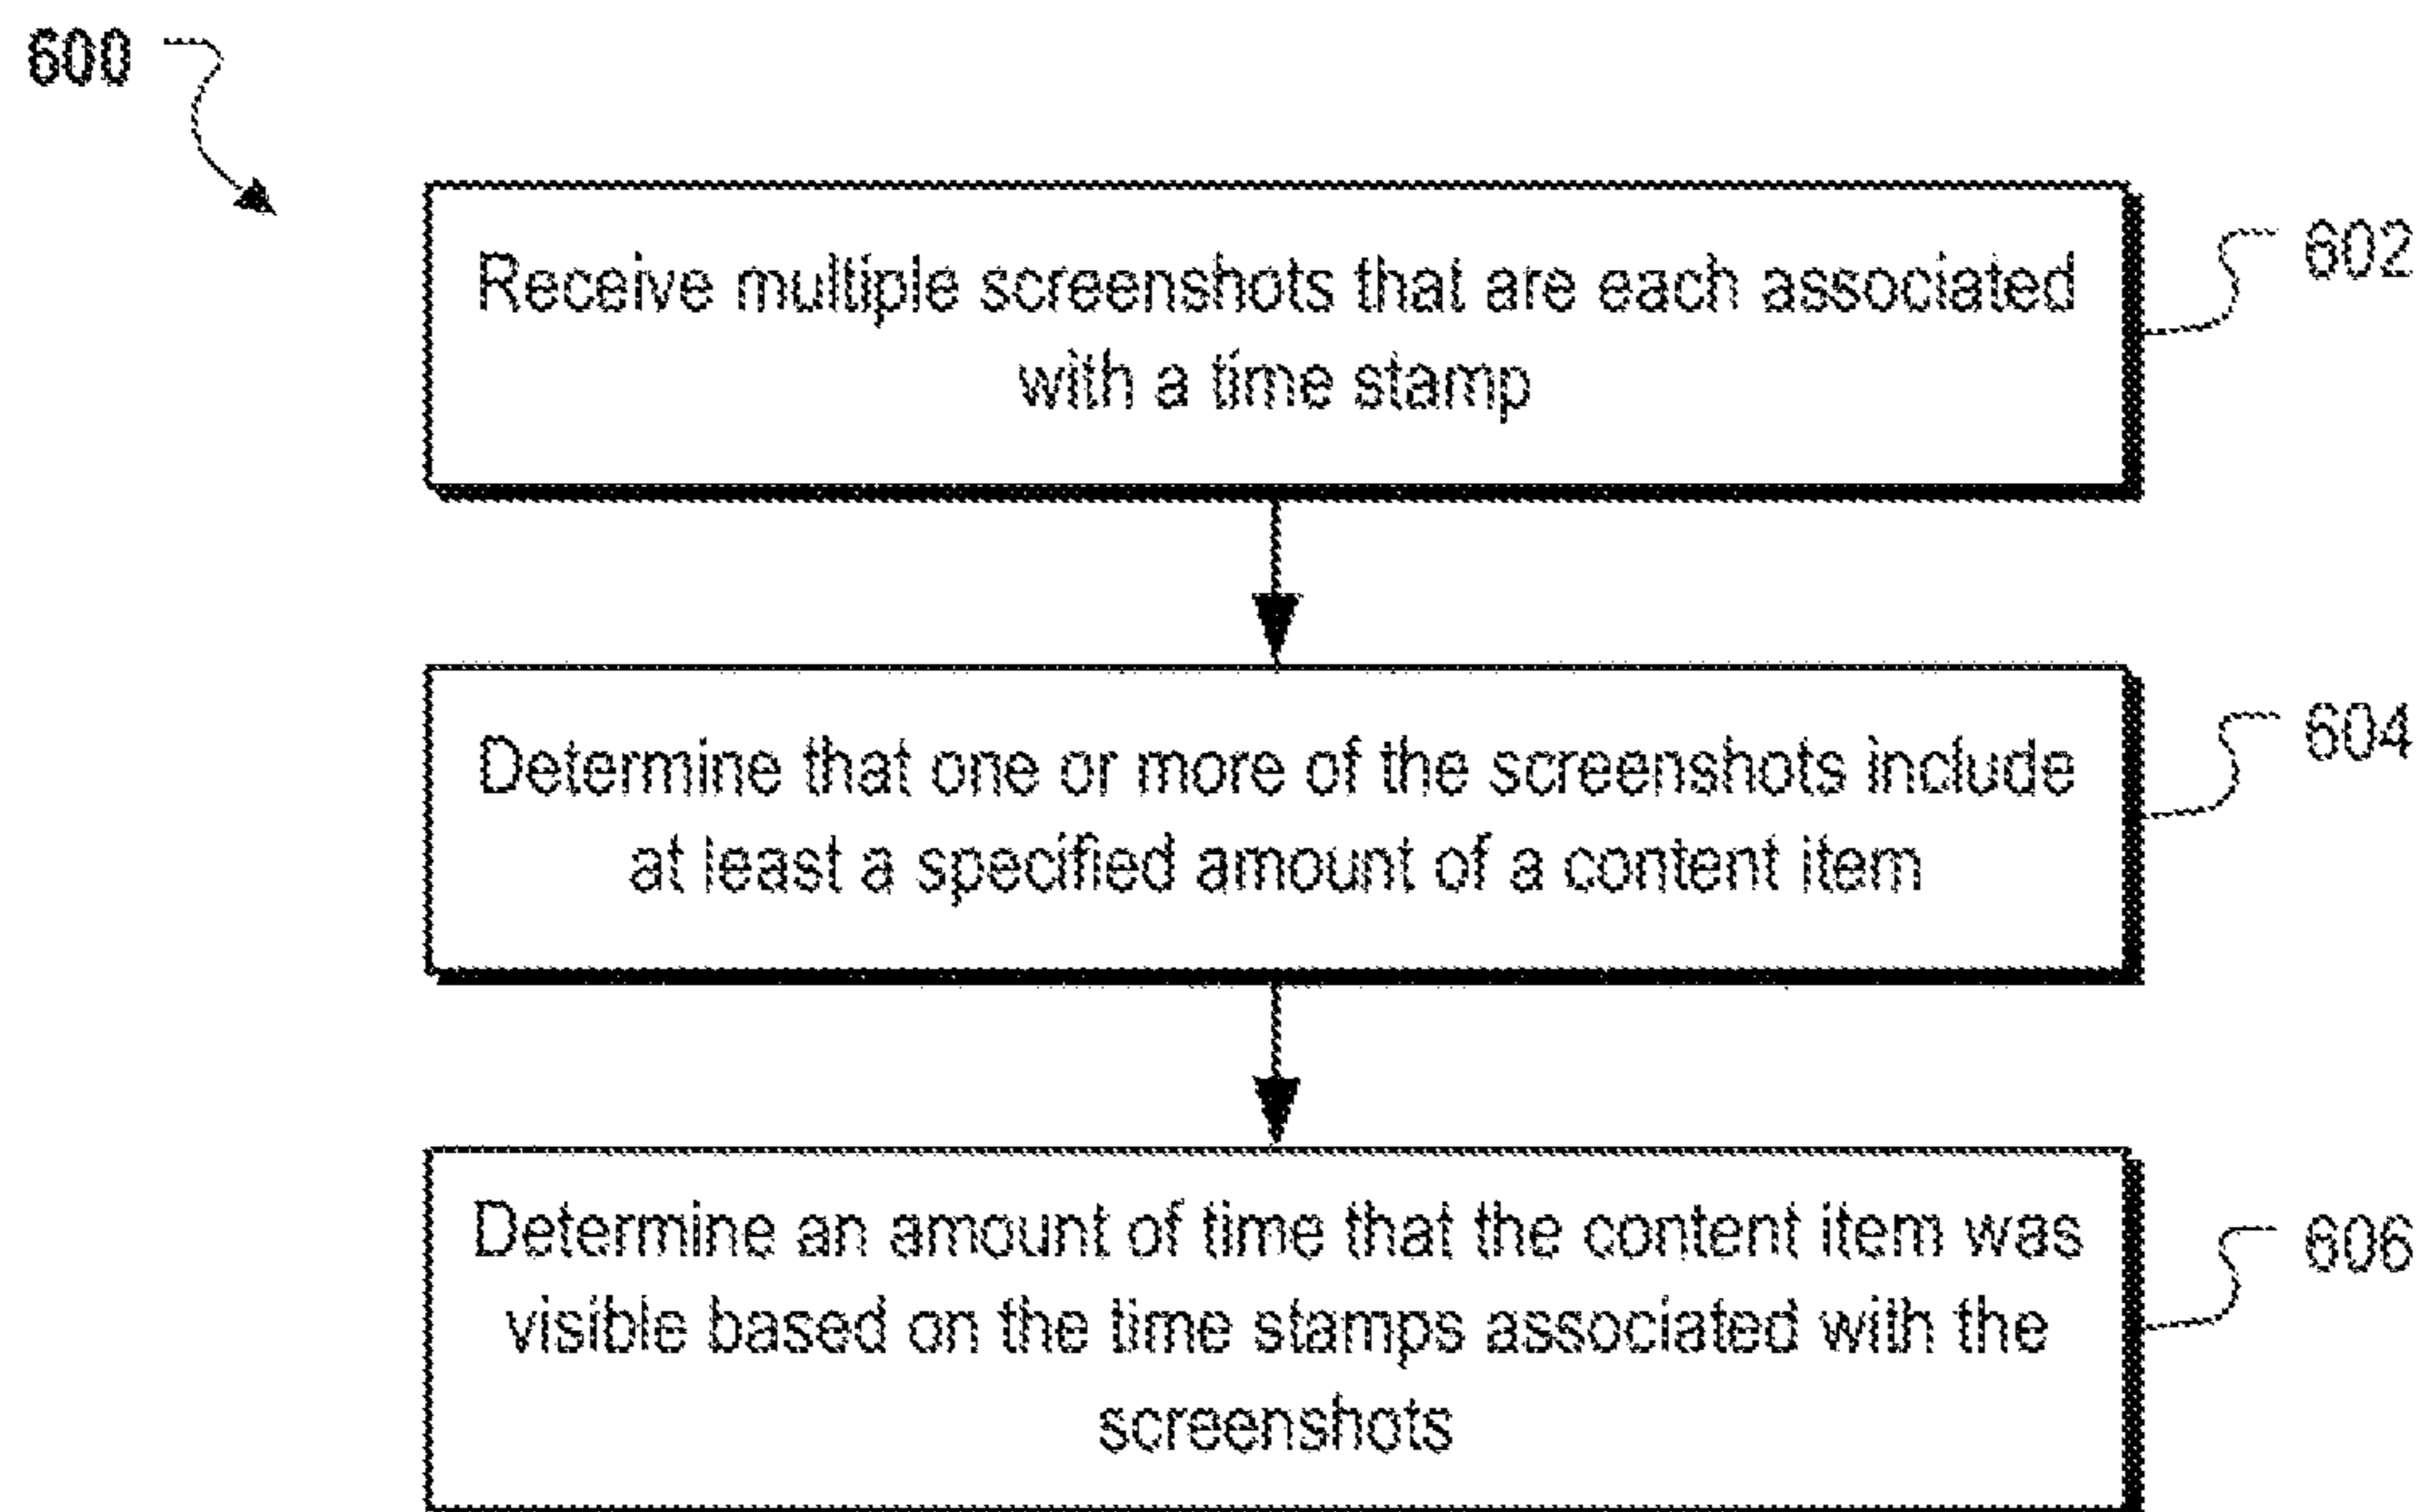 600
Receive multiple screenshots that are each associated
with a time stamp
602
Determine that one or more of the screenshots include
at least a specified amount of a content item
604
Determine an amount of time that the content item was
visible based on the time stamps associated with the
screenshots
606